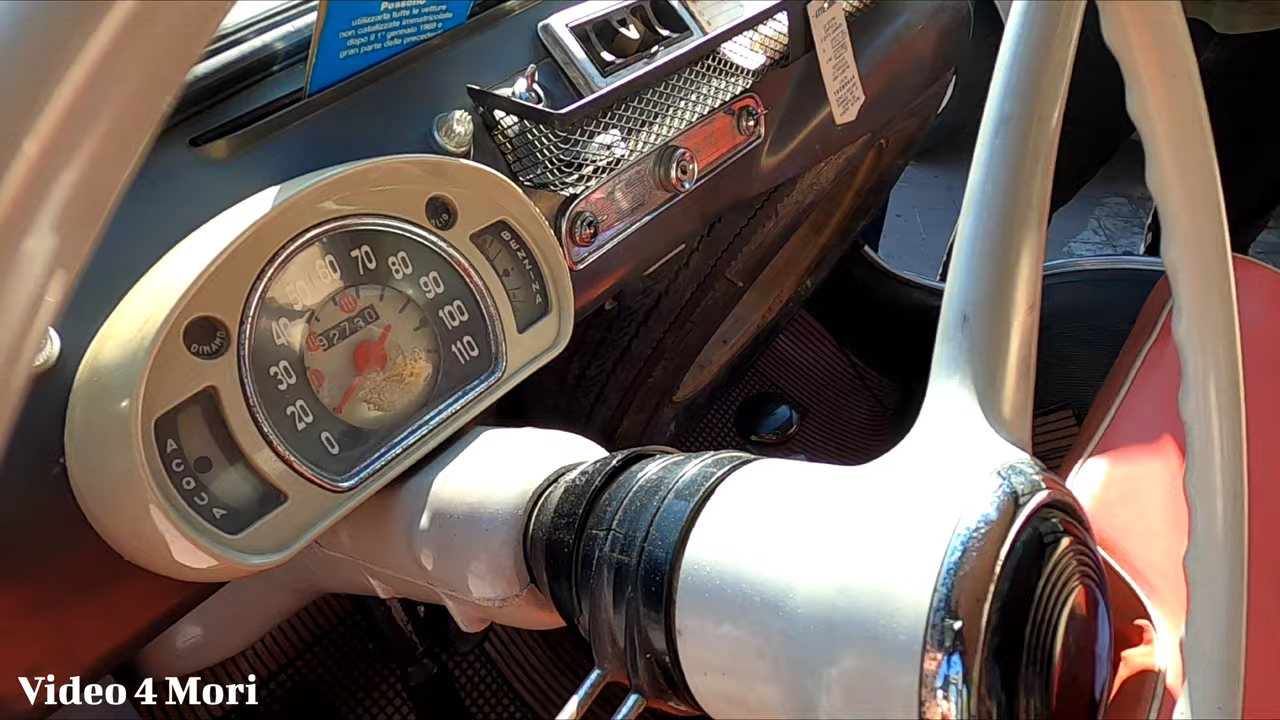 Possono
utilizzarla tutte le vetture
non catalizzate immatricolate
dopo il 1° gennaio 1969 e
gran parte delle precedenti
BENZINA
OLIO
DINAMO
ACQUA
0
20
30
40
50
60
70
80
90
100
110
92730
Video 4 Mori